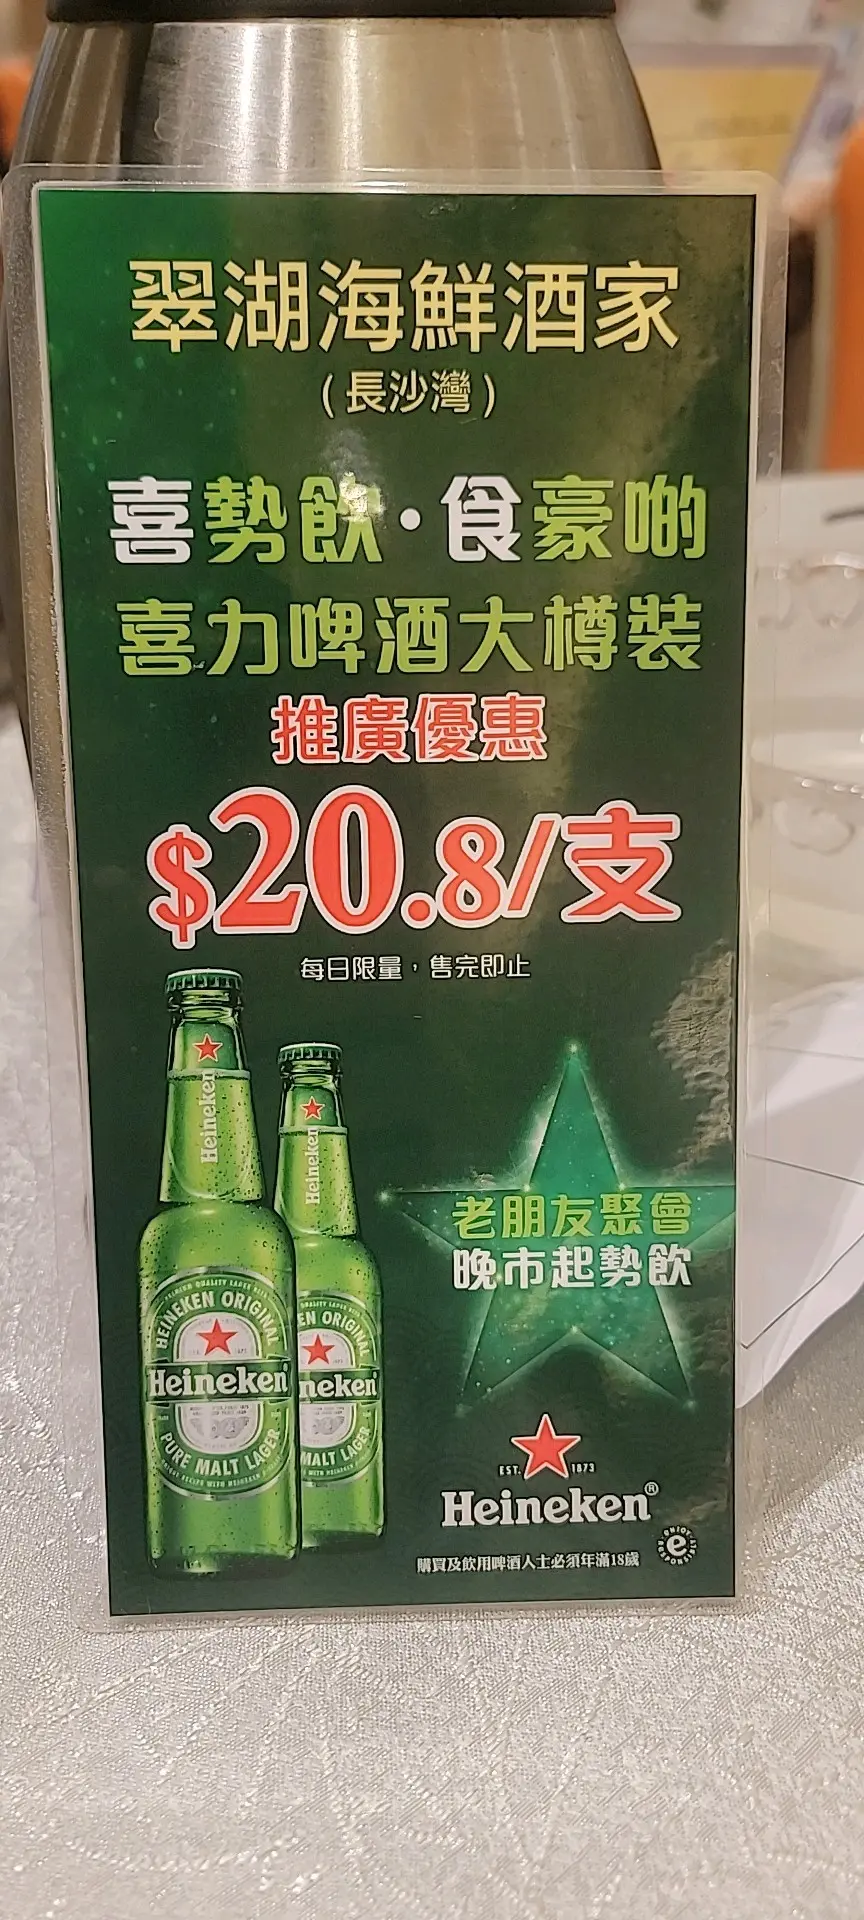 翠湖海鮮酒家
(長沙灣)
喜勢飲·食豪啲
喜力啤酒大樽裝
推廣優惠
$20.8/支
每日限量，售完即止
老朋友聚會
晚市起勢飲
Heineken
Heineken
HEINEKEN ORIGINAL
Heineken
PURE MALT LAGER
EN ORIGINAL
neken
MALT LAGER
EST. 1873
Heineken®
購買及飲用啤酒人士必須年滿18歲
ENJOY RESPONSIBLY
e